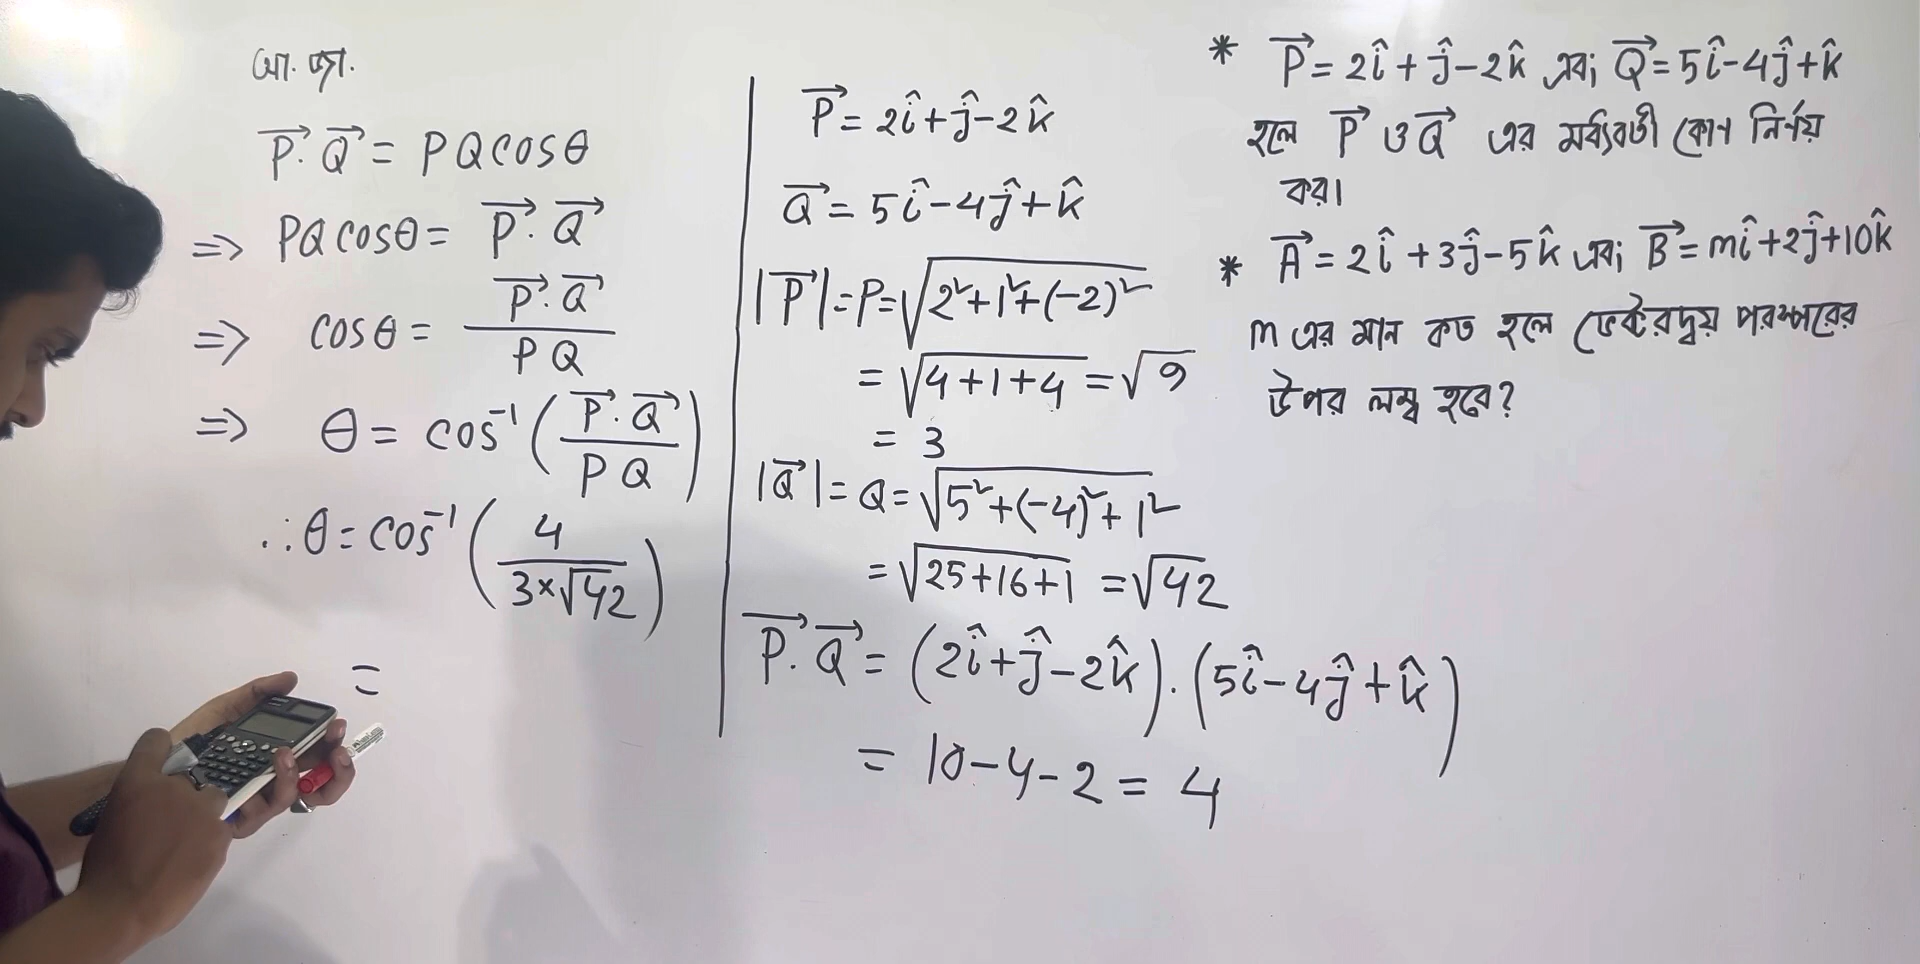 আ. জা.
P⃗.Q⃗ = PQcosθ
=> PQcosθ = P⃗.Q⃗
=> cosθ = P⃗.Q⃗ / PQ
=> θ = cos⁻¹(P⃗.Q⃗ / PQ)
∴ θ = cos⁻¹(4 / 3×√42)
=
P⃗ = 2î+ĵ-2k̂
Q⃗ = 5î-4ĵ+k̂
|P⃗| = P = √2²+1²+(-2)²
= √4+1+4 = √9
= 3
|Q⃗| = Q = √5²+(-4)²+1²
= √25+16+1 = √42
P⃗.Q⃗ = (2î+ĵ-2k̂).(5î-4ĵ+k̂)
= 10-4-2 = 4
* P⃗ = 2î+ĵ-2k̂ এবং Q⃗ = 5î-4ĵ+k̂
হলে P⃗ ও Q⃗ এর মধ্যবর্তী কোণ নির্ণয়
কর।
* A⃗ = 2î+3ĵ-5k̂ এবং B⃗ = mî+2ĵ+10k̂
m এর মান কত হলে ভেক্টরদ্বয় পরস্পরের
উপর লম্ব হবে?